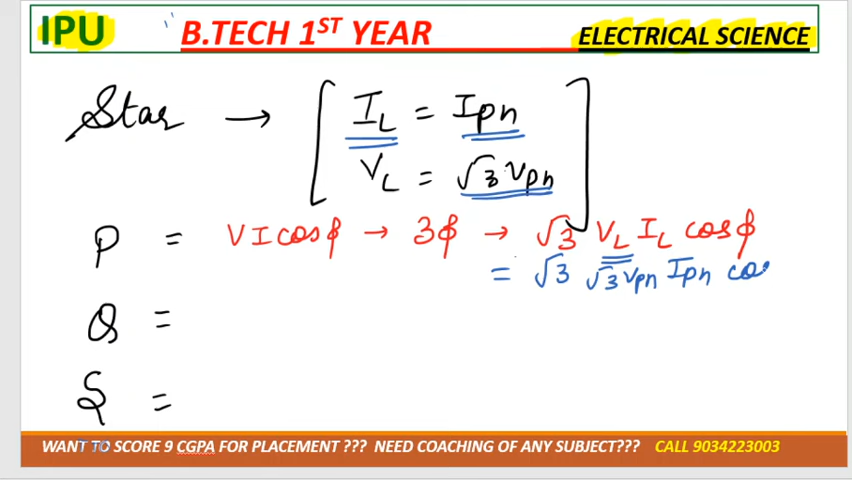 IPU B.TECH 1ST YEAR ELECTRICAL SCIENCE
Star → [ IL = Iph
VL = √3 Vph ]
P = VI cosϕ → 3ϕ → √3 VL IL cosϕ
= √3 √3 Vph Iph cos
Q =
S =
WANT TO SCORE 9 CGPA FOR PLACEMENT ??? NEED COACHING OF ANY SUBJECT??? CALL 9034223003